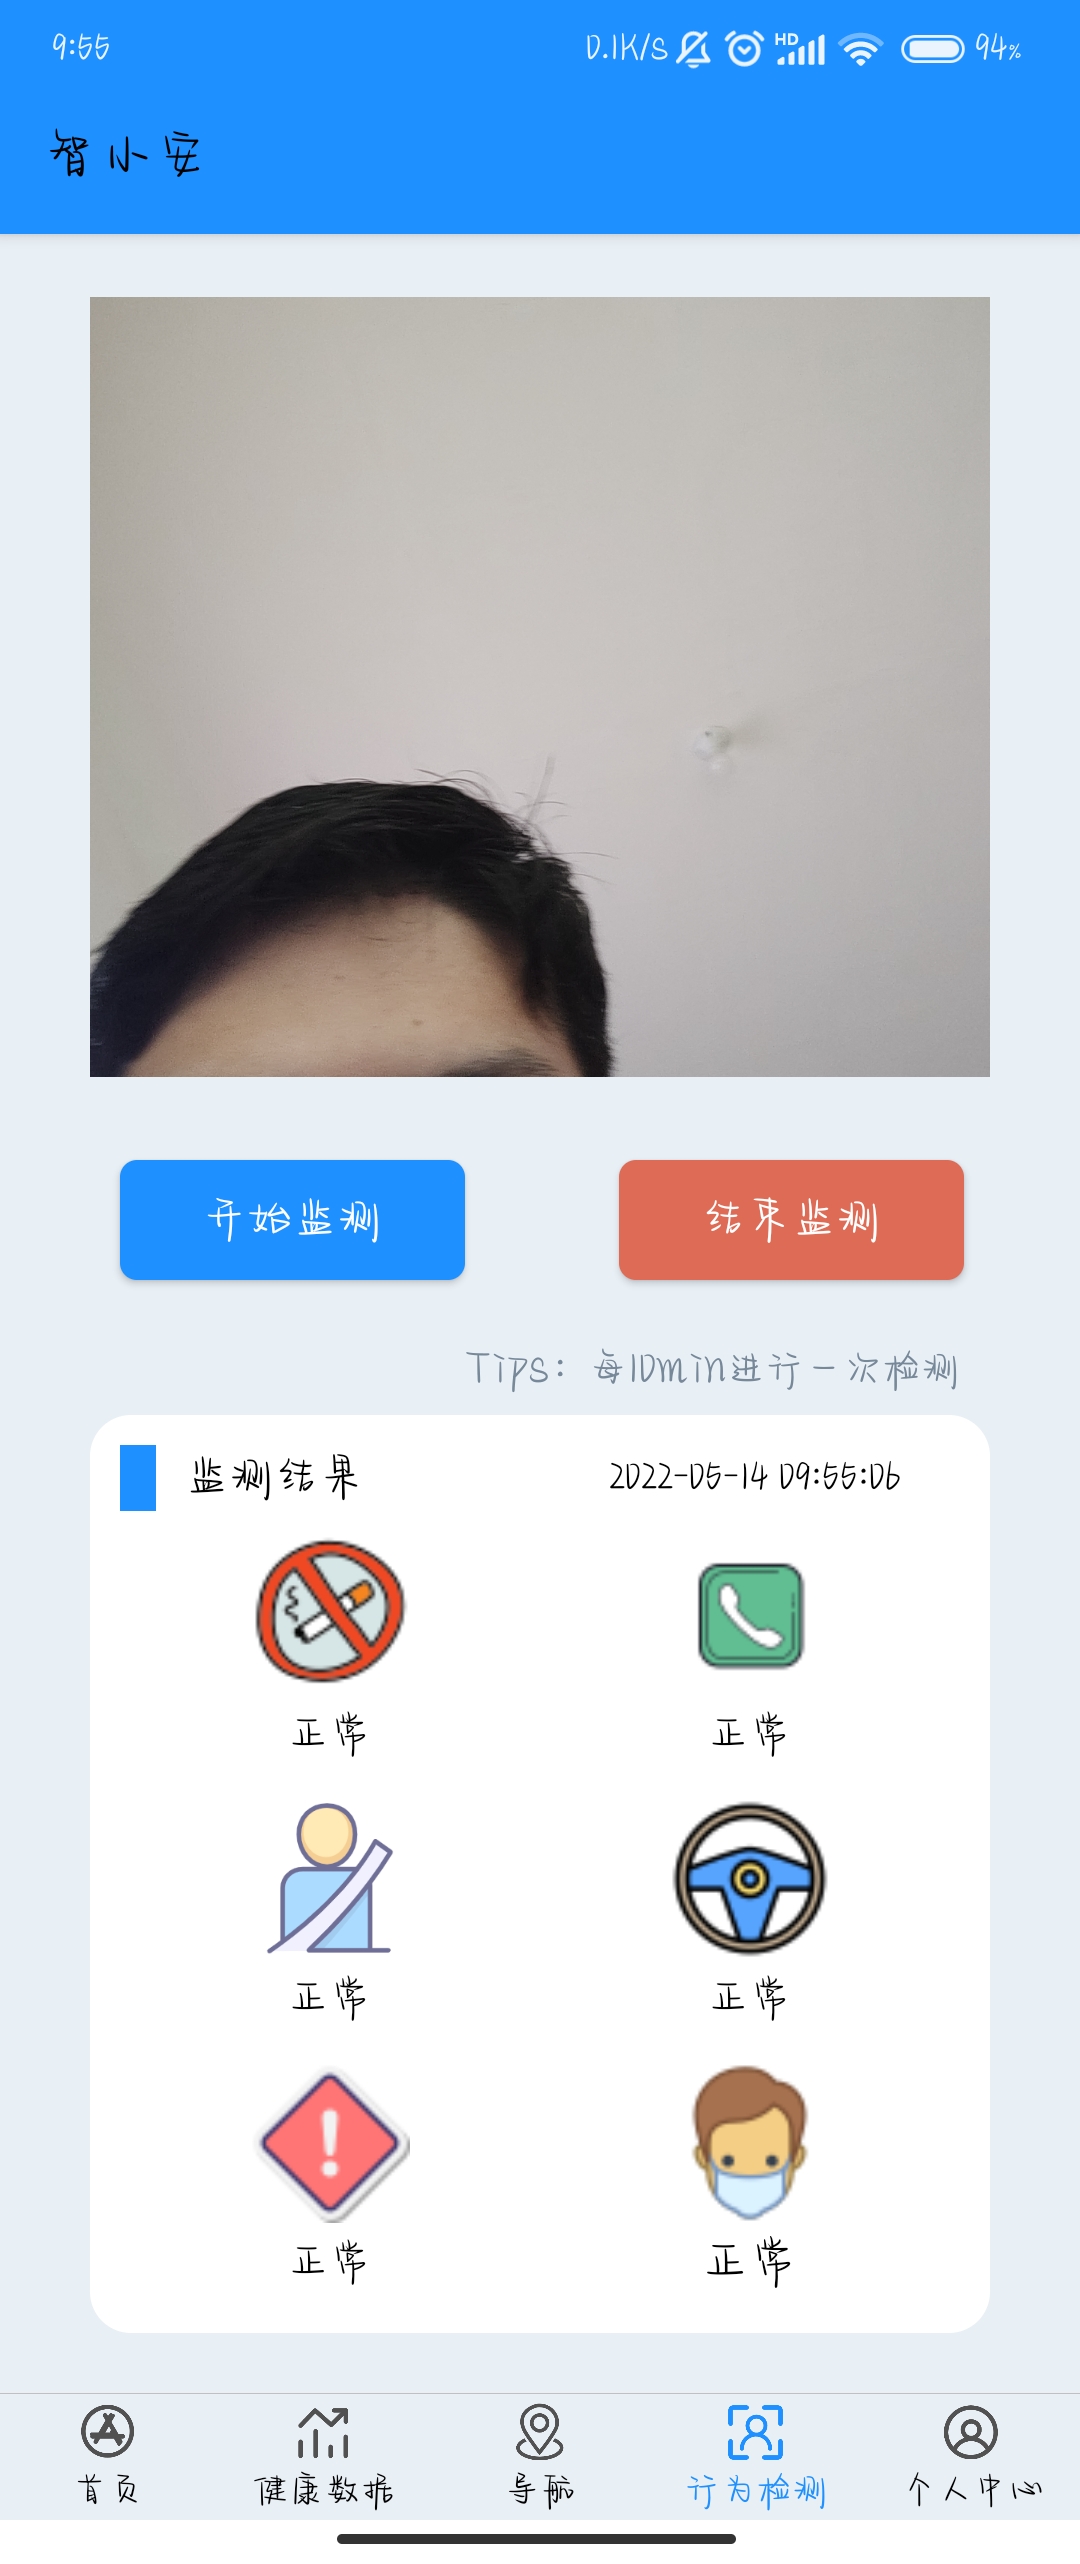 9:55 0.1K/S HD 94%
智小安
开始监测 结束监测
Tips: 每10min进行一次检测
监测结果 2022-05-14 09:55:06
正常 正常
正常 正常
正常 正常
首页 健康数据 导航 行为检测 个人中心